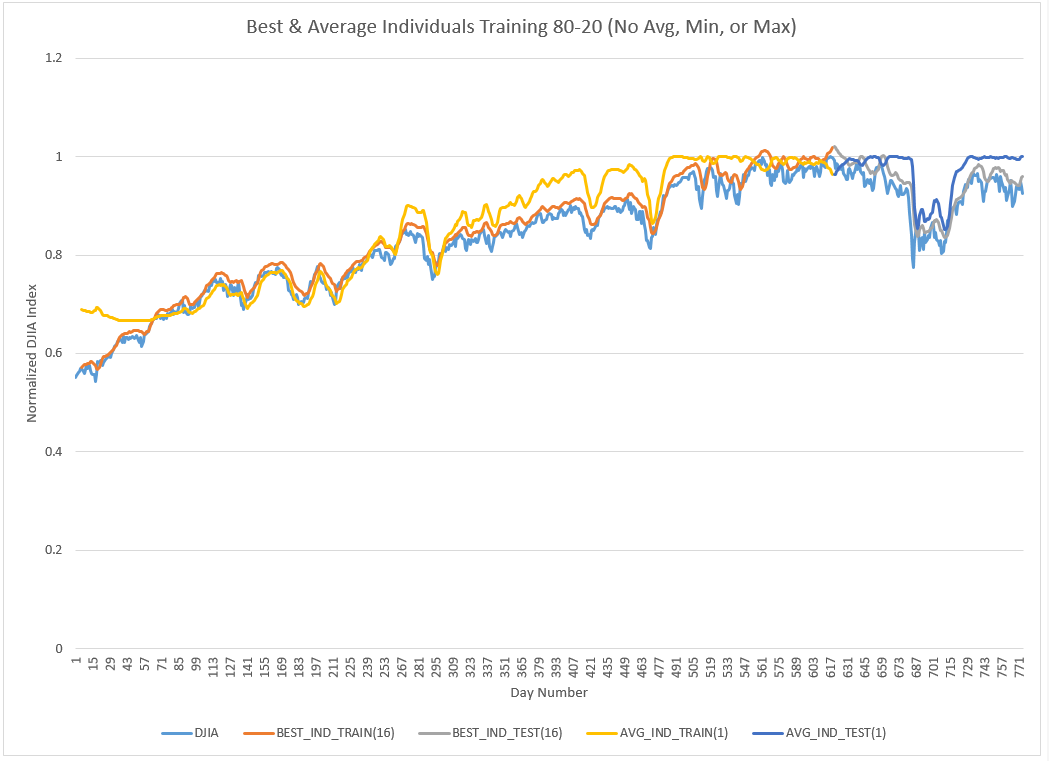 Best & Average Individuals Training 80-20 (No Avg, Min, or Max)
1.2
1
0.8
0.6
0.4
0.2
0
Normalized DJIA Index
1 15 29 43 57 71 85 99 113 127 141 155 169 183 197 211 225 239 253 267 281 295 309 323 337 351 365 379 393 407 421 435 449 463 477 491 505 519 533 547 561 575 589 603 617 631 645 659 673 687 701 715 729 743 757 771
Day Number
DJIA BEST_IND_TRAIN(16) BEST_IND_TEST(16) AVG_IND_TRAIN(1) AVG_IND_TEST(1)